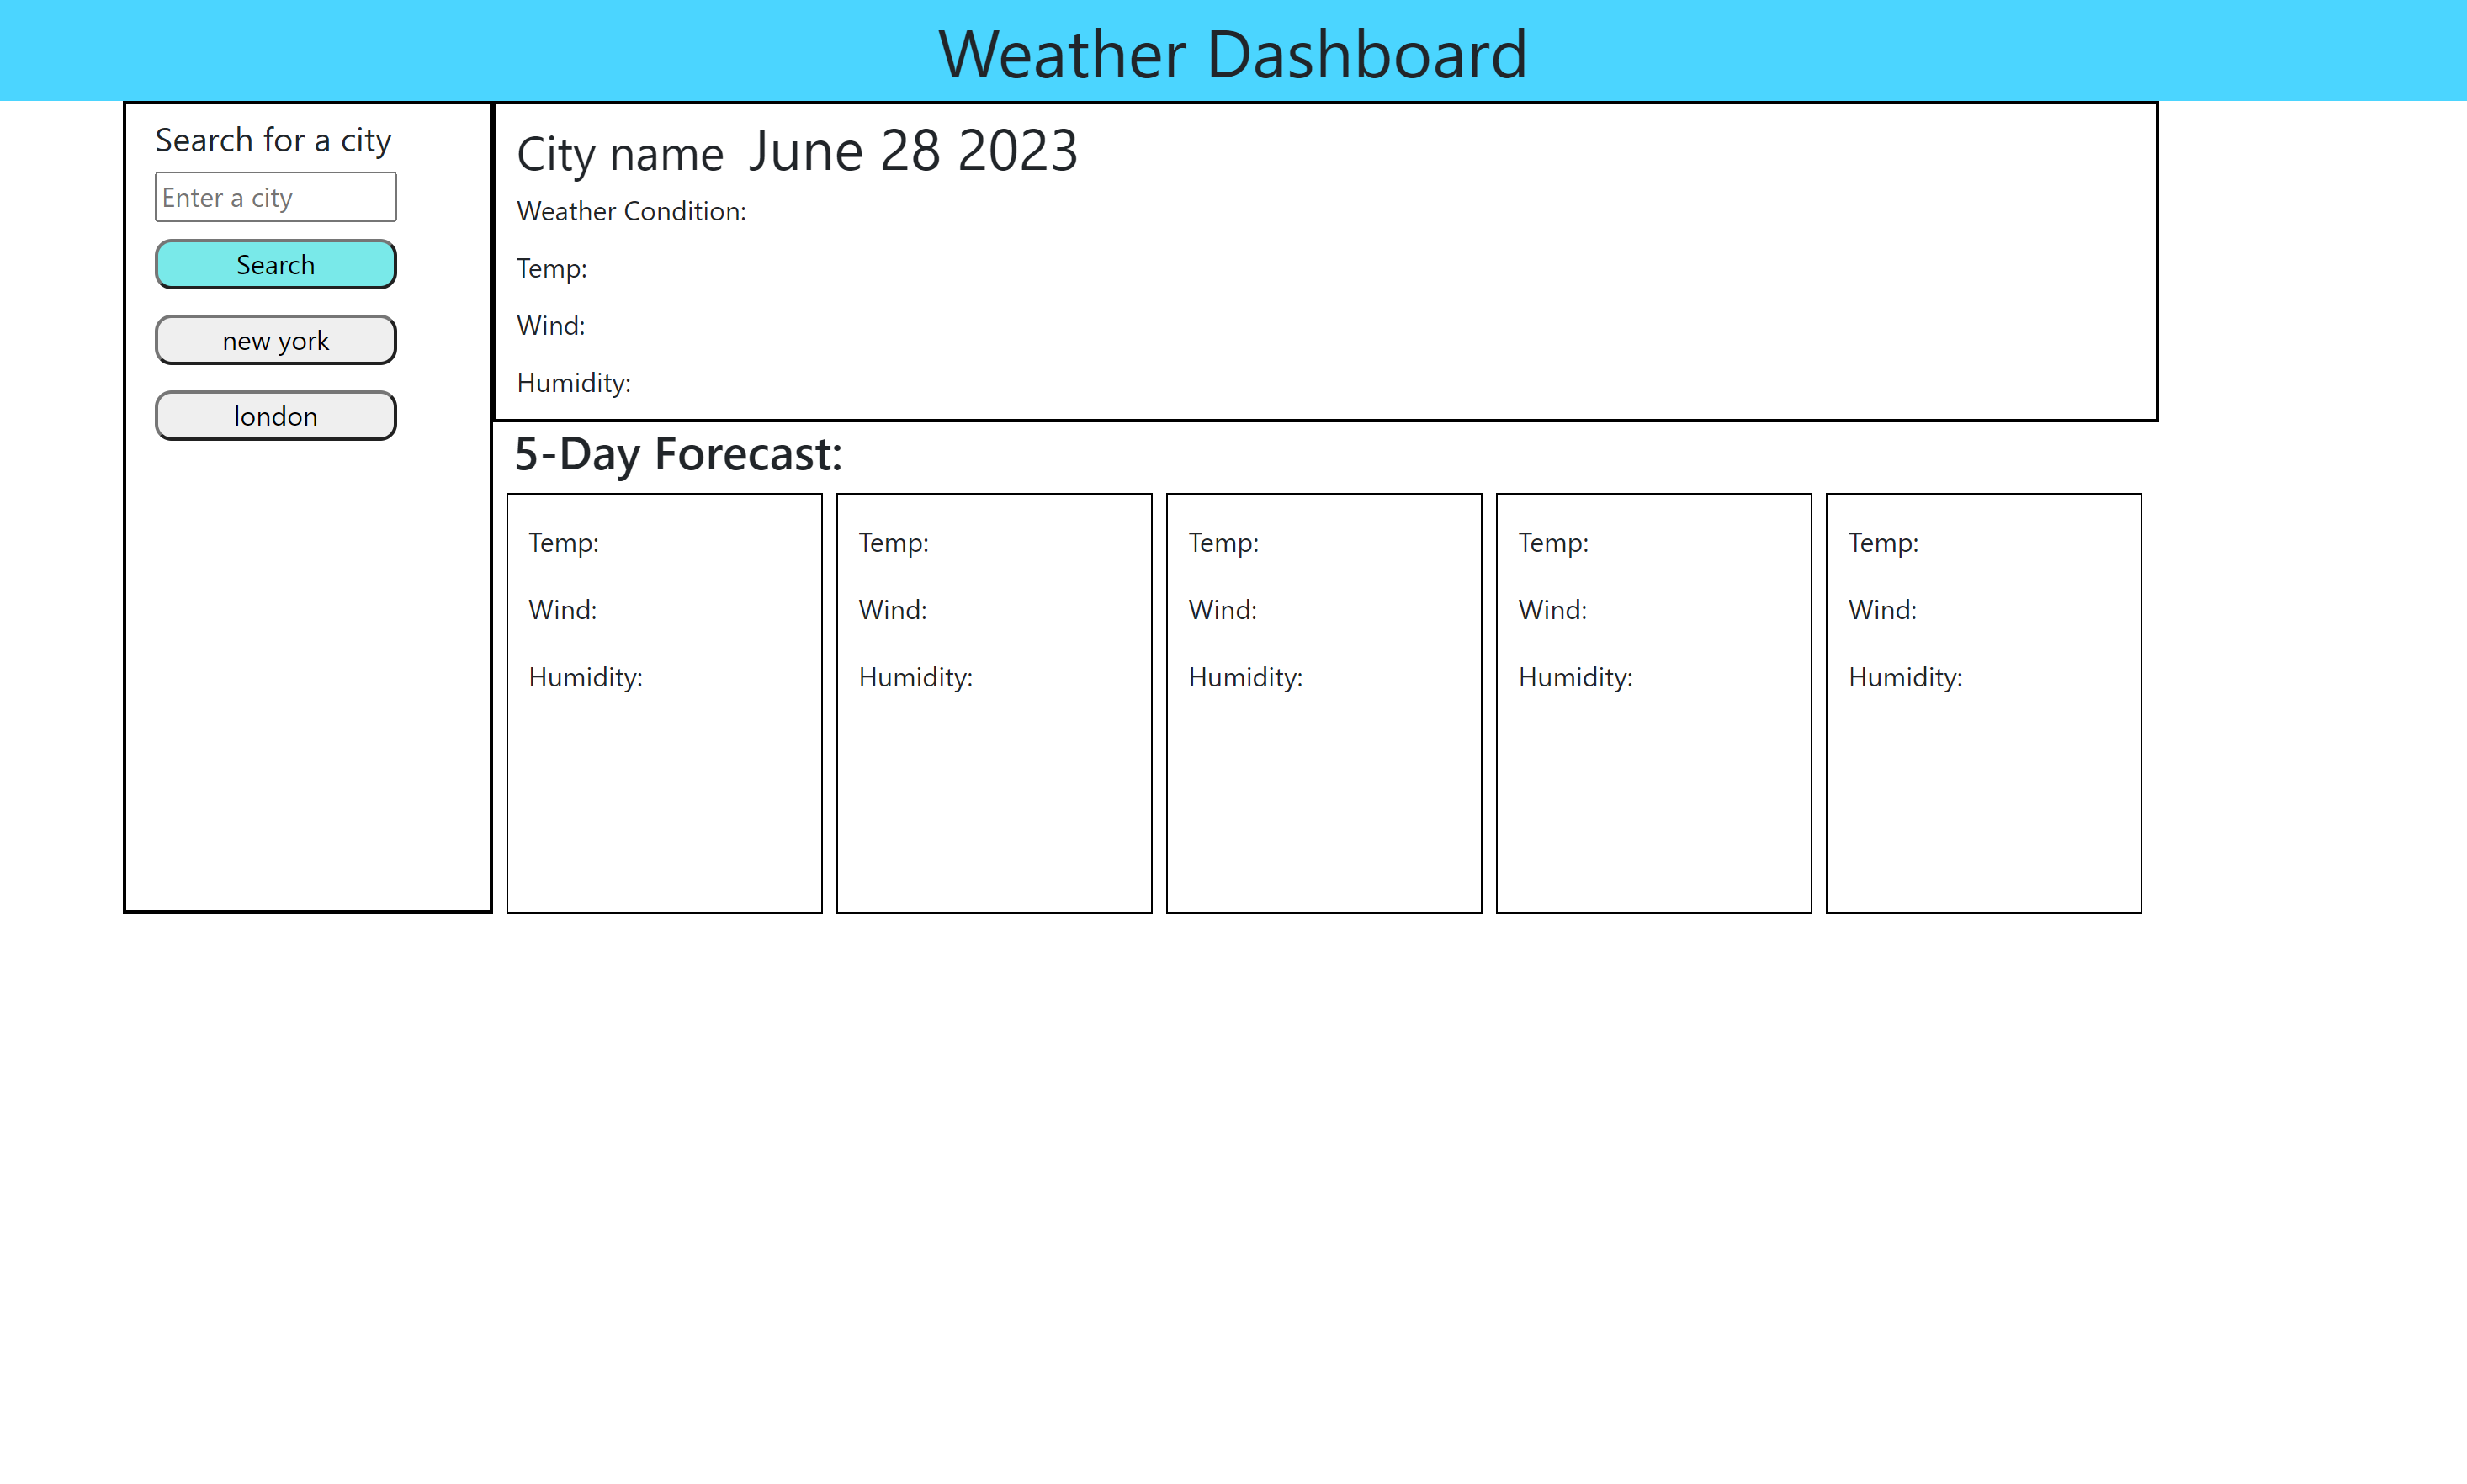 Weather Dashboard
Search for a city
Enter a city
Search
new york
london
City name June 28 2023
Weather Condition:
Temp:
Wind:
Humidity:
5-Day Forecast:
Temp:
Wind:
Humidity:
Temp:
Wind:
Humidity:
Temp:
Wind:
Humidity:
Temp:
Wind:
Humidity:
Temp:
Wind:
Humidity: